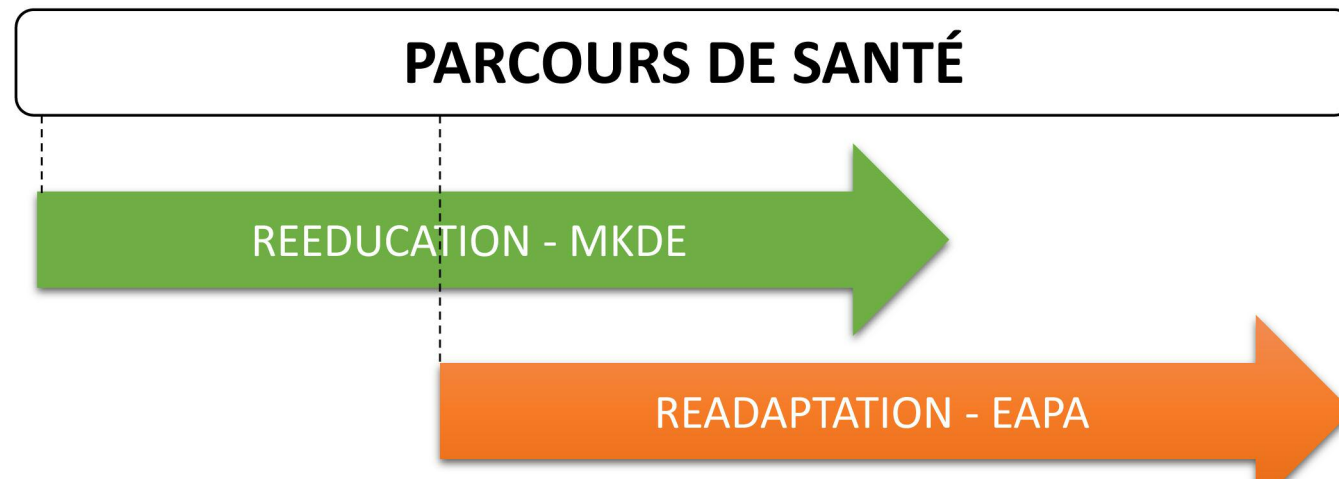 PARCOURS DE SANTÉ
REEDUCATION - MKDE
READAPTATION - EAPA